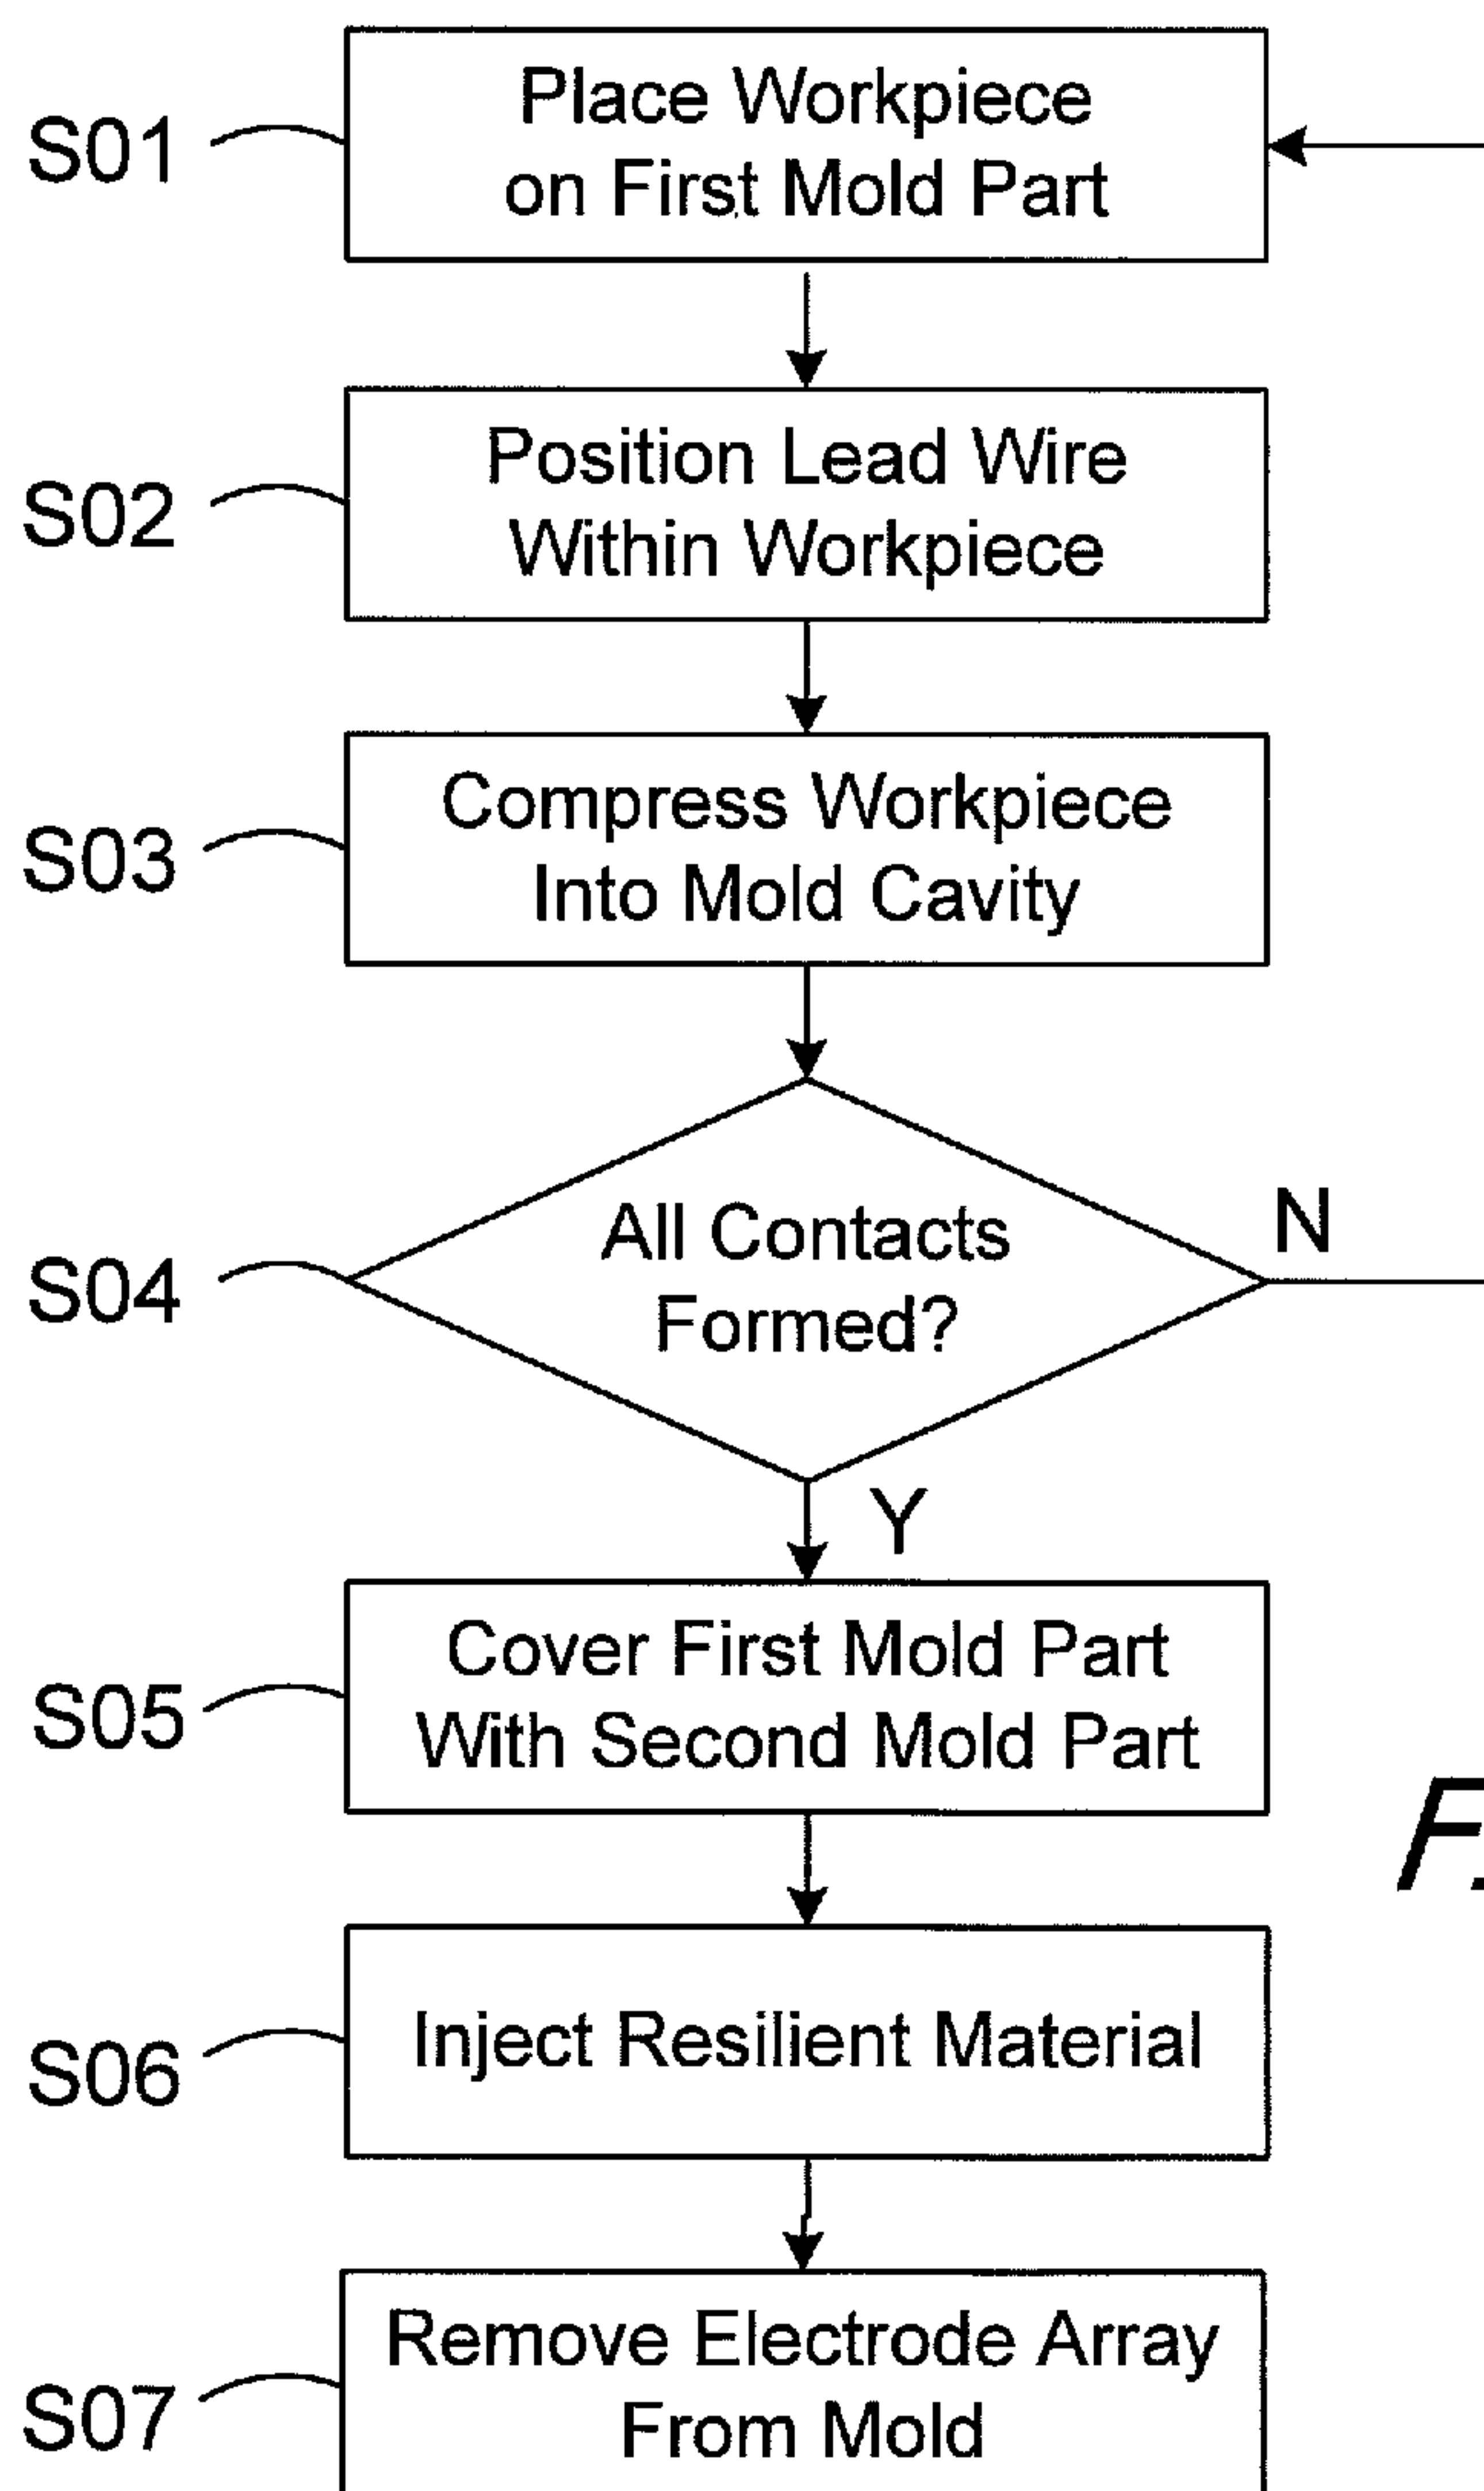 S01
Place Workpiece
on First Mold Part
S02
Position Lead Wire
Within Workpiece
S03
Compress Workpiece
Into Mold Cavity
S04
All Contacts
Formed?
N
Y
S05
Cover First Mold Part
With Second Mold Part
S06
Inject Resilient Material
S07
Remove Electrode Array
From Mold